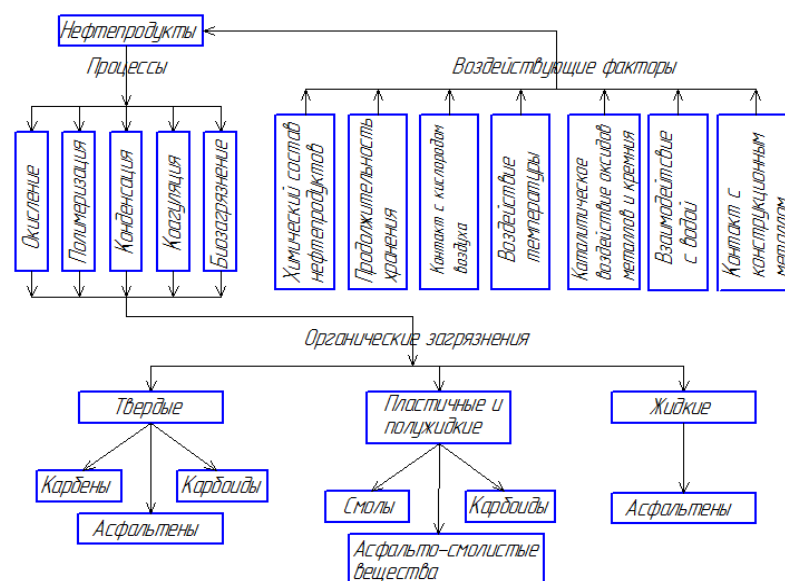 Нефтепродукты
Процессы
Воздействующие факторы
Окисление
Полимеризация
Конденсация
Коагуляция
Биозагрязнение
Химический состав
нефтепродуктов
Продолжительность
хранения
Контакт с кислородом
воздуха
Воздействие
температуры
Каталитическое
воздействие оксидов
металлов и кремния
Взаимодейтсвие
с водой
Контакт с
конструкционным
металлом
Органические загрязнения
Твердые
Пластичные и
полужидкие
Жидкие
Карбены
Карбоиды
Асфальтены
Смолы
Карбоиды
Асфальто-смолистые
вещества
Асфальтены